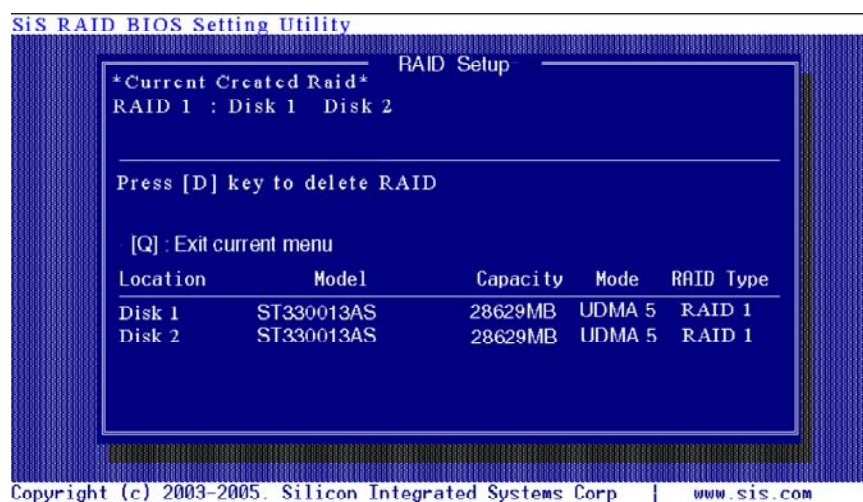 SiS RAID BIOS Setting Utility
RAID Setup
*Current Created Raid*
RAID 1 : Disk 1 Disk 2
Press [D] key to delete RAID
[Q] : Exit current menu
Location Model Capacity Mode RAID Type
Disk 1 ST330013AS 28629MB UDMA 5 RAID 1
Disk 2 ST330013AS 28629MB UDMA 5 RAID 1
Copyright (c) 2003-2005. Silicon Integrated Systems Corp | www.sis.com